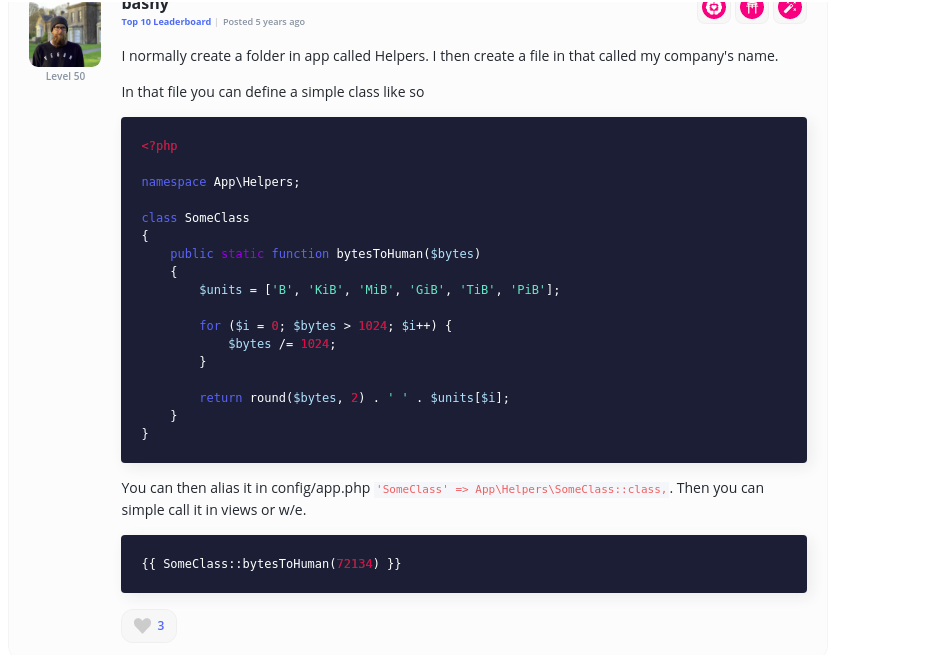 bashy
Top 10 Leaderboard | Posted 5 years ago
Level 50
I normally create a folder in app called Helpers. I then create a file in that called my company's name.
In that file you can define a simple class like so
<?php
namespace App\Helpers;
class SomeClass
{
    public static function bytesToHuman($bytes)
    {
        $units = ['B', 'KiB', 'MiB', 'GiB', 'TiB', 'PiB'];
        for ($i = 0; $bytes > 1024; $i++) {
            $bytes /= 1024;
        }
        return round($bytes, 2) . ' ' . $units[$i];
    }
}
You can then alias it in config/app.php 'SomeClass' => App\Helpers\SomeClass::class,. Then you can
simple call it in views or w/e.
{{ SomeClass::bytesToHuman(72134) }}
3